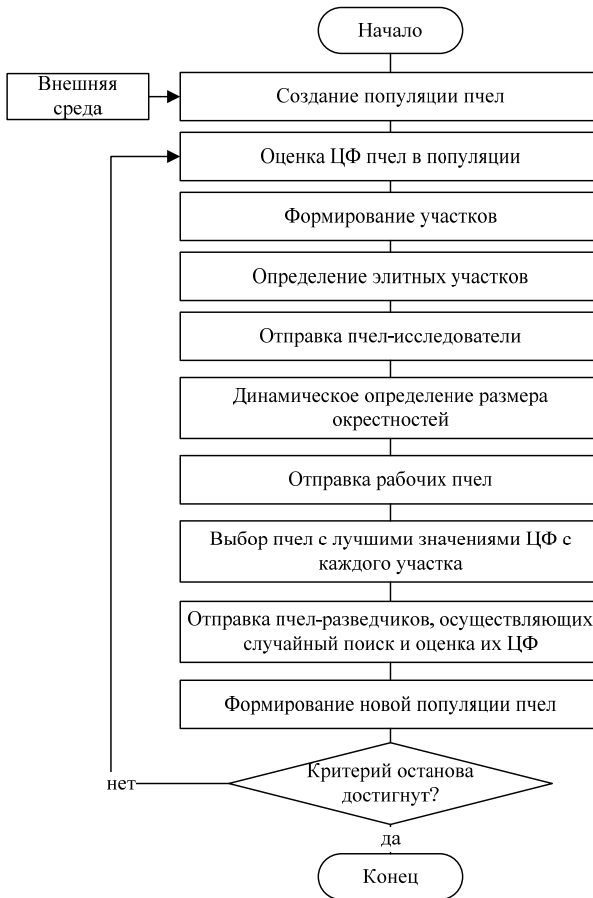 Начало
Внешняя
среда
Создание популяции пчел
Оценка ЦФ пчел в популяции
Формирование участков
Определение элитных участков
Отправка пчел-исследователи
Динамическое определение размера
окрестностей
Отправка рабочих пчел
Выбор пчел с лучшими значениями ЦФ с
каждого участка
Отправка пчел-разведчиков, осуществляющих
случайный поиск и оценка их ЦФ
Формирование новой популяции пчел
Критерий останова
достигнут?
нет
да
Конец